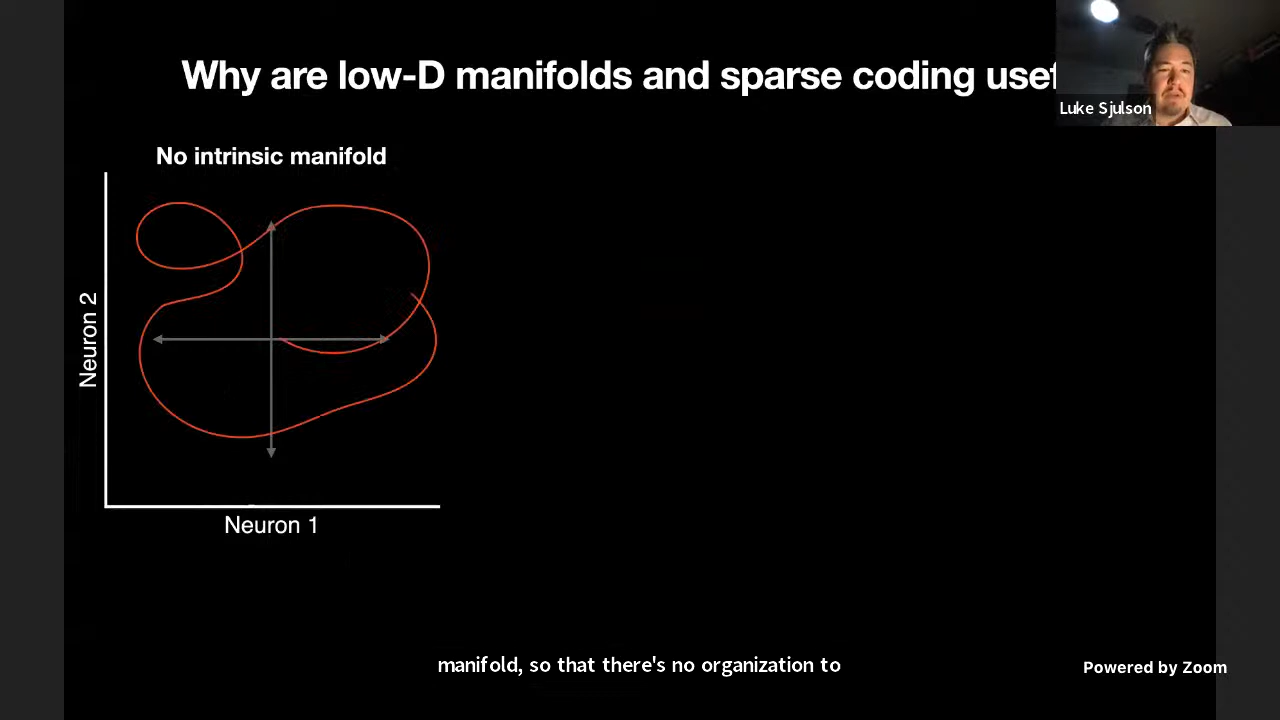 Why are low-D manifolds and sparse coding
Luke Sjulson
No intrinsic manifold
Neuron 2
Neuron 1
manifold, so that there's no organization to
Powered by Zoom